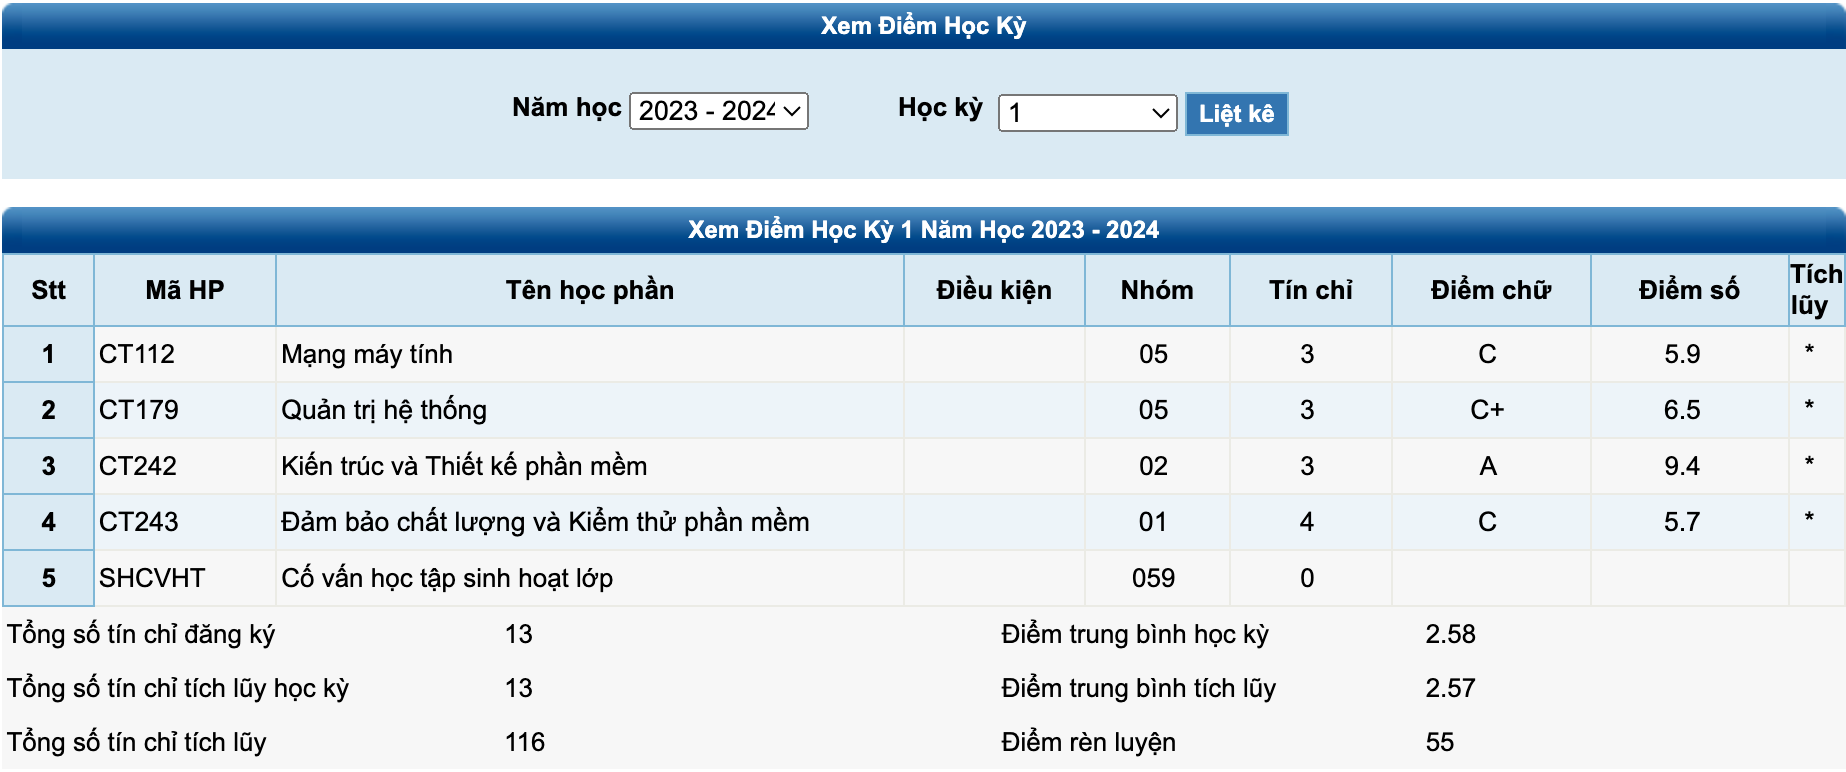 Xem Điểm Học Kỳ
Năm học 2023 - 2024 Học kỳ 1 Liệt kê
Xem Điểm Học Kỳ 1 Năm Học 2023 - 2024
Stt Mã HP Tên học phần Điều kiện Nhóm Tín chỉ Điểm chữ Điểm số Tích lũy
1 CT112 Mạng máy tính 05 3 C 5.9 *
2 CT179 Quản trị hệ thống 05 3 C+ 6.5 *
3 CT242 Kiến trúc và Thiết kế phần mềm 02 3 A 9.4 *
4 CT243 Đảm bảo chất lượng và Kiểm thử phần mềm 01 4 C 5.7 *
5 SHCVHT Cố vấn học tập sinh hoạt lớp 059 0
Tổng số tín chỉ đăng ký 13 Điểm trung bình học kỳ 2.58
Tổng số tín chỉ tích lũy học kỳ 13 Điểm trung bình tích lũy 2.57
Tổng số tín chỉ tích lũy 116 Điểm rèn luyện 55